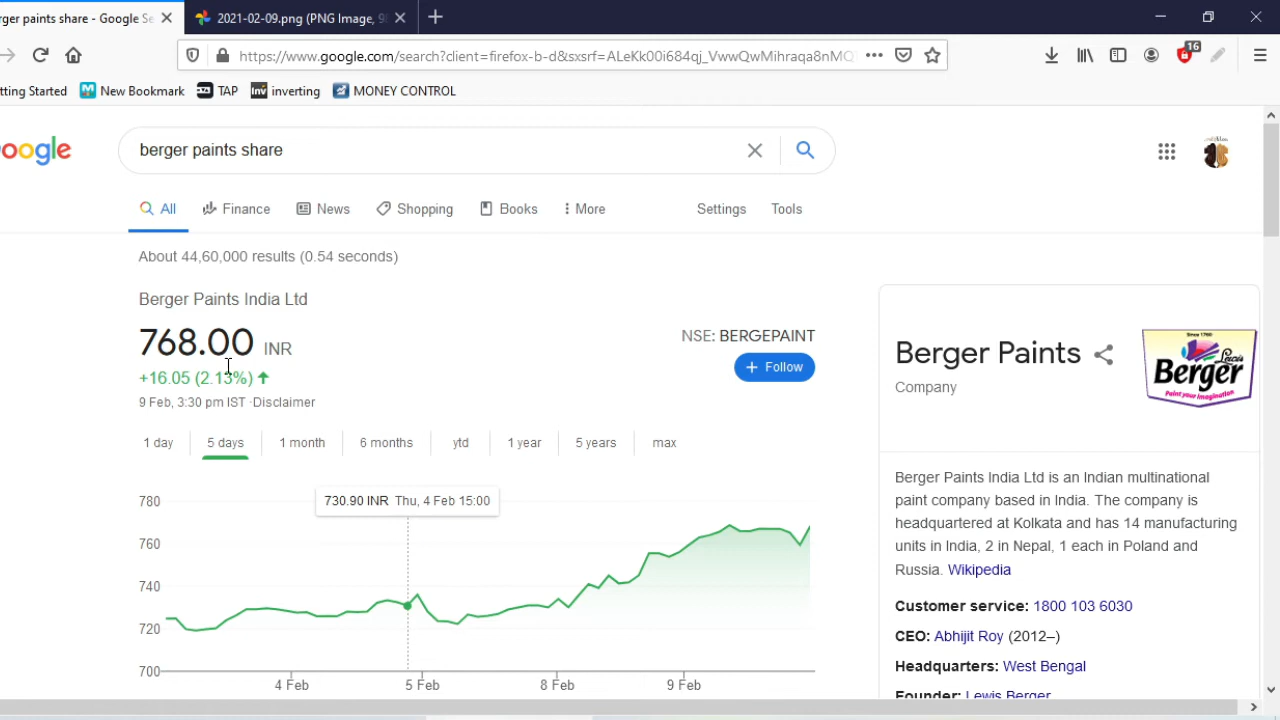 rger paints share - Google Se
2021-02-09.png (PNG Image, 98
https://www.google.com/search?client=firefox-b-d&sxsrf=ALeKk00i684qj_VwwQwMihraqa8nMQ
16
tting Started
New Bookmark
TAP
Inv inverting
MONEY CONTROL
oogle
berger paints share
All
Finance
News
Shopping
Books
More
Settings
Tools
About 44,60,000 results (0.54 seconds)
Berger Paints India Ltd
768.00 INR
NSE: BERGEPAINT
+16.05 (2.13%)
+ Follow
9 Feb, 3:30 pm IST · Disclaimer
1 day
5 days
1 month
6 months
ytd
1 year
5 years
max
730.90 INR Thu, 4 Feb 15:00
780
760
740
720
700
4 Feb
5 Feb
8 Feb
9 Feb
Berger Paints
Company
Since 1760
Lewis
Berger
Paint your imagination
Berger Paints India Ltd is an Indian multinational
paint company based in India. The company is
headquartered at Kolkata and has 14 manufacturing
units in India, 2 in Nepal, 1 each in Poland and
Russia. Wikipedia
Customer service: 1800 103 6030
CEO: Abhijit Roy (2012–)
Headquarters: West Bengal
Founder: Lewis Berger